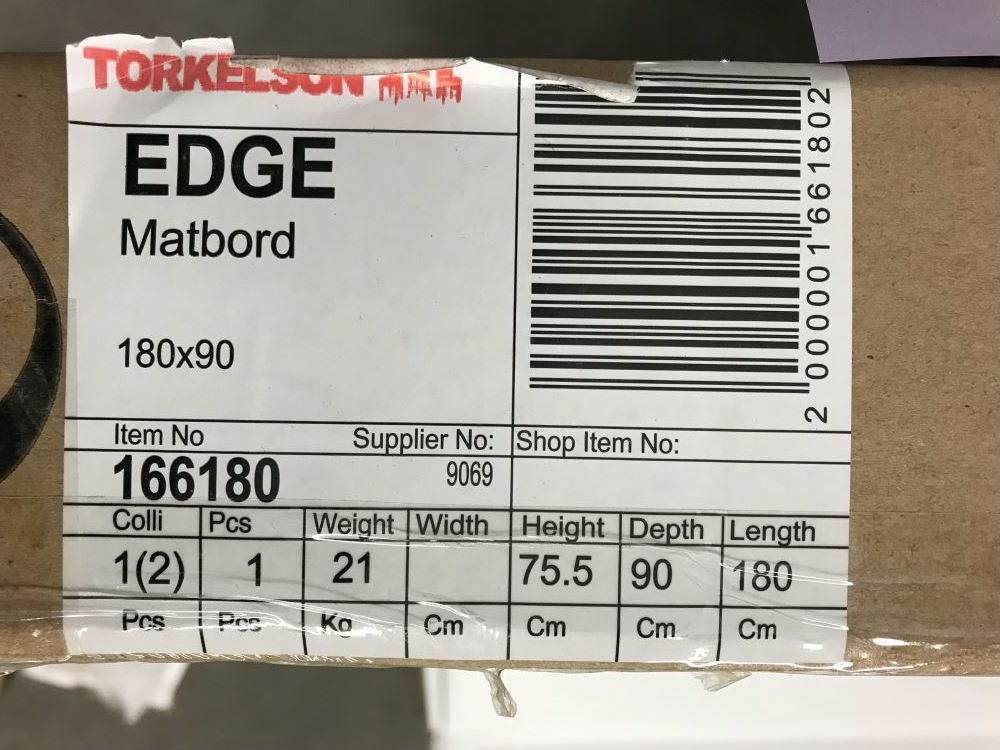 TORKELSON
EDGE
Matbord
180x90
2 000001 661802
Item No
Supplier No:
Shop Item No:
166180
9069
Colli
Pcs
Weight
Width
Height
Depth
Length
1(2)
1
21
75.5
90
180
Pcs
Pcs
Kg
Cm
Cm
Cm
Cm